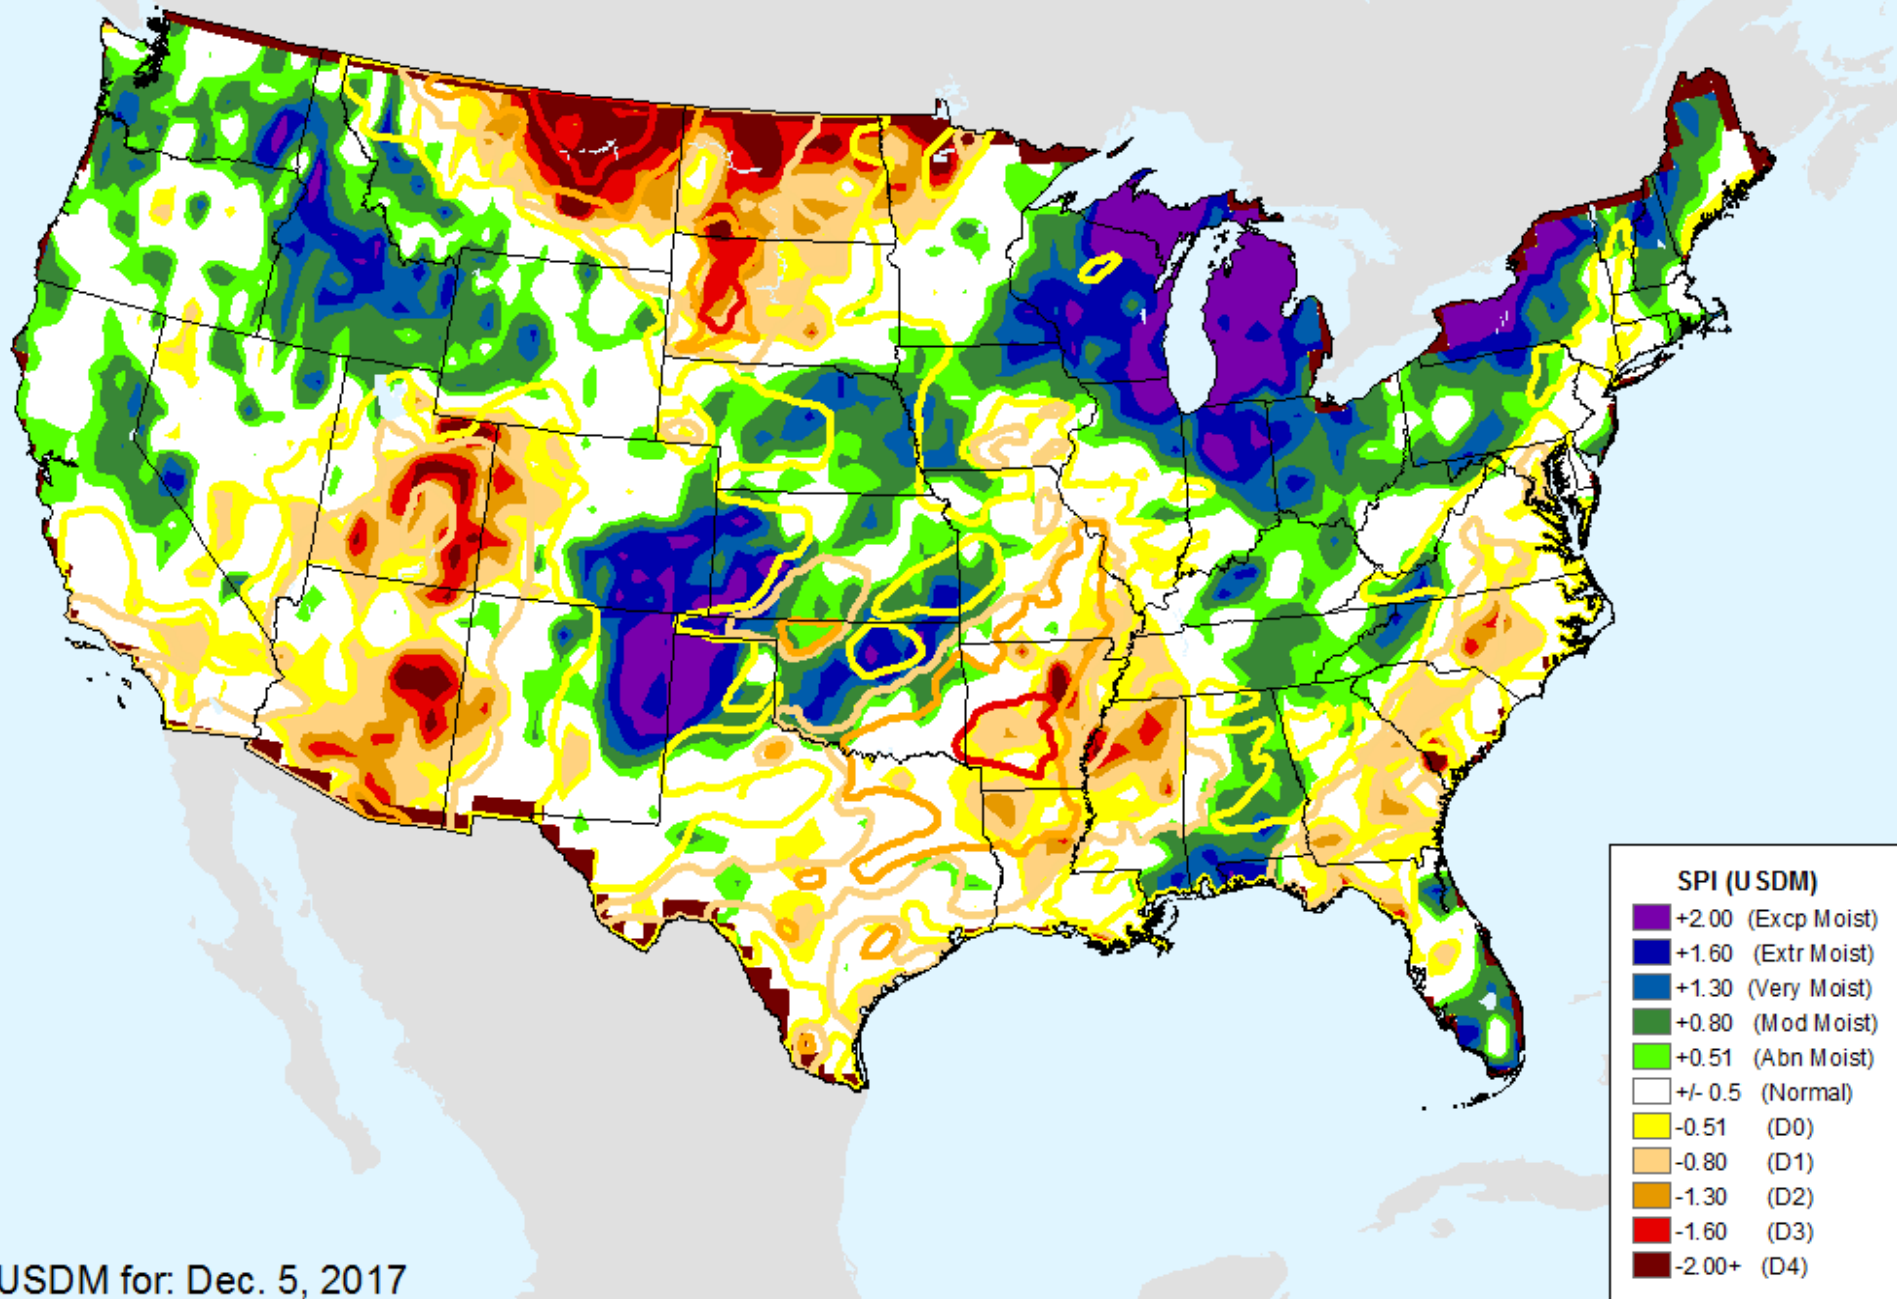 SPI (USDM)
+2.00 (Excp Moist)
+1.60 (Extr Moist)
+1.30 (Very Moist)
+0.80 (Mod Moist)
+0.51 (Abn Moist)
+/- 0.5 (Normal)
-0.51 (D0)
-0.80 (D1)
-1.30 (D2)
-1.60 (D3)
-2.00+ (D4)
USDM for: Dec. 5, 2017